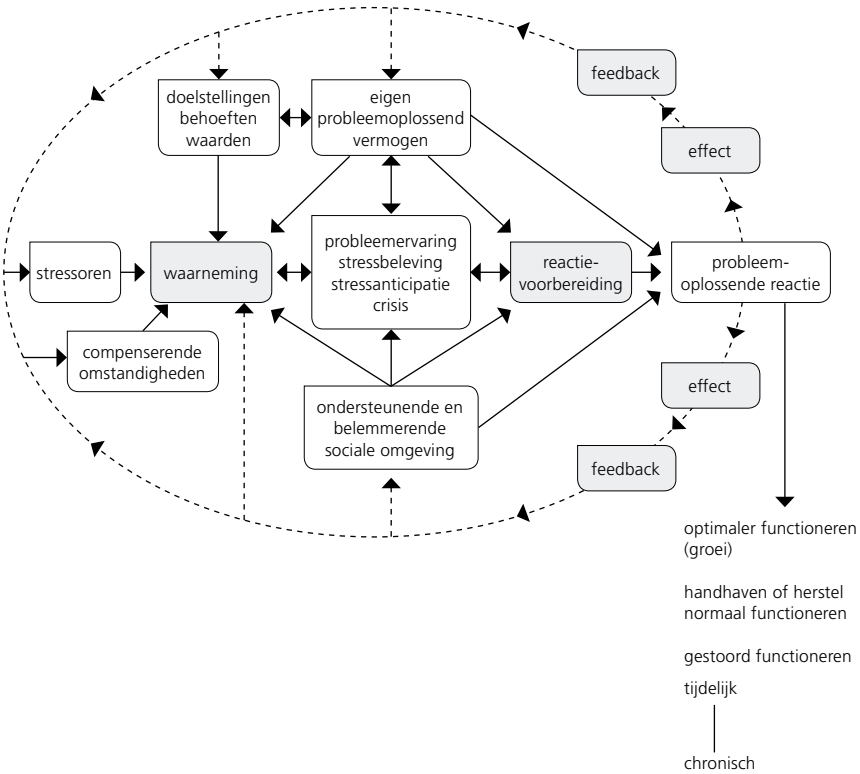 feedback
doelstellingen
behoeften
waarden
eigen
probleemoplossend
vermogen
effect
stressoren
waarneming
probleemervaring
stressbeleving
stressanticipatie
crisis
reactie-
voorbereiding
probleem-
oplossende reactie
compenserende
omstandigheden
effect
ondersteunende en
belemmerende
sociale omgeving
feedback
optimaler functioneren
(groei)
handhaven of herstel
normaal functioneren
gestoord functioneren
tijdelijk
chronisch